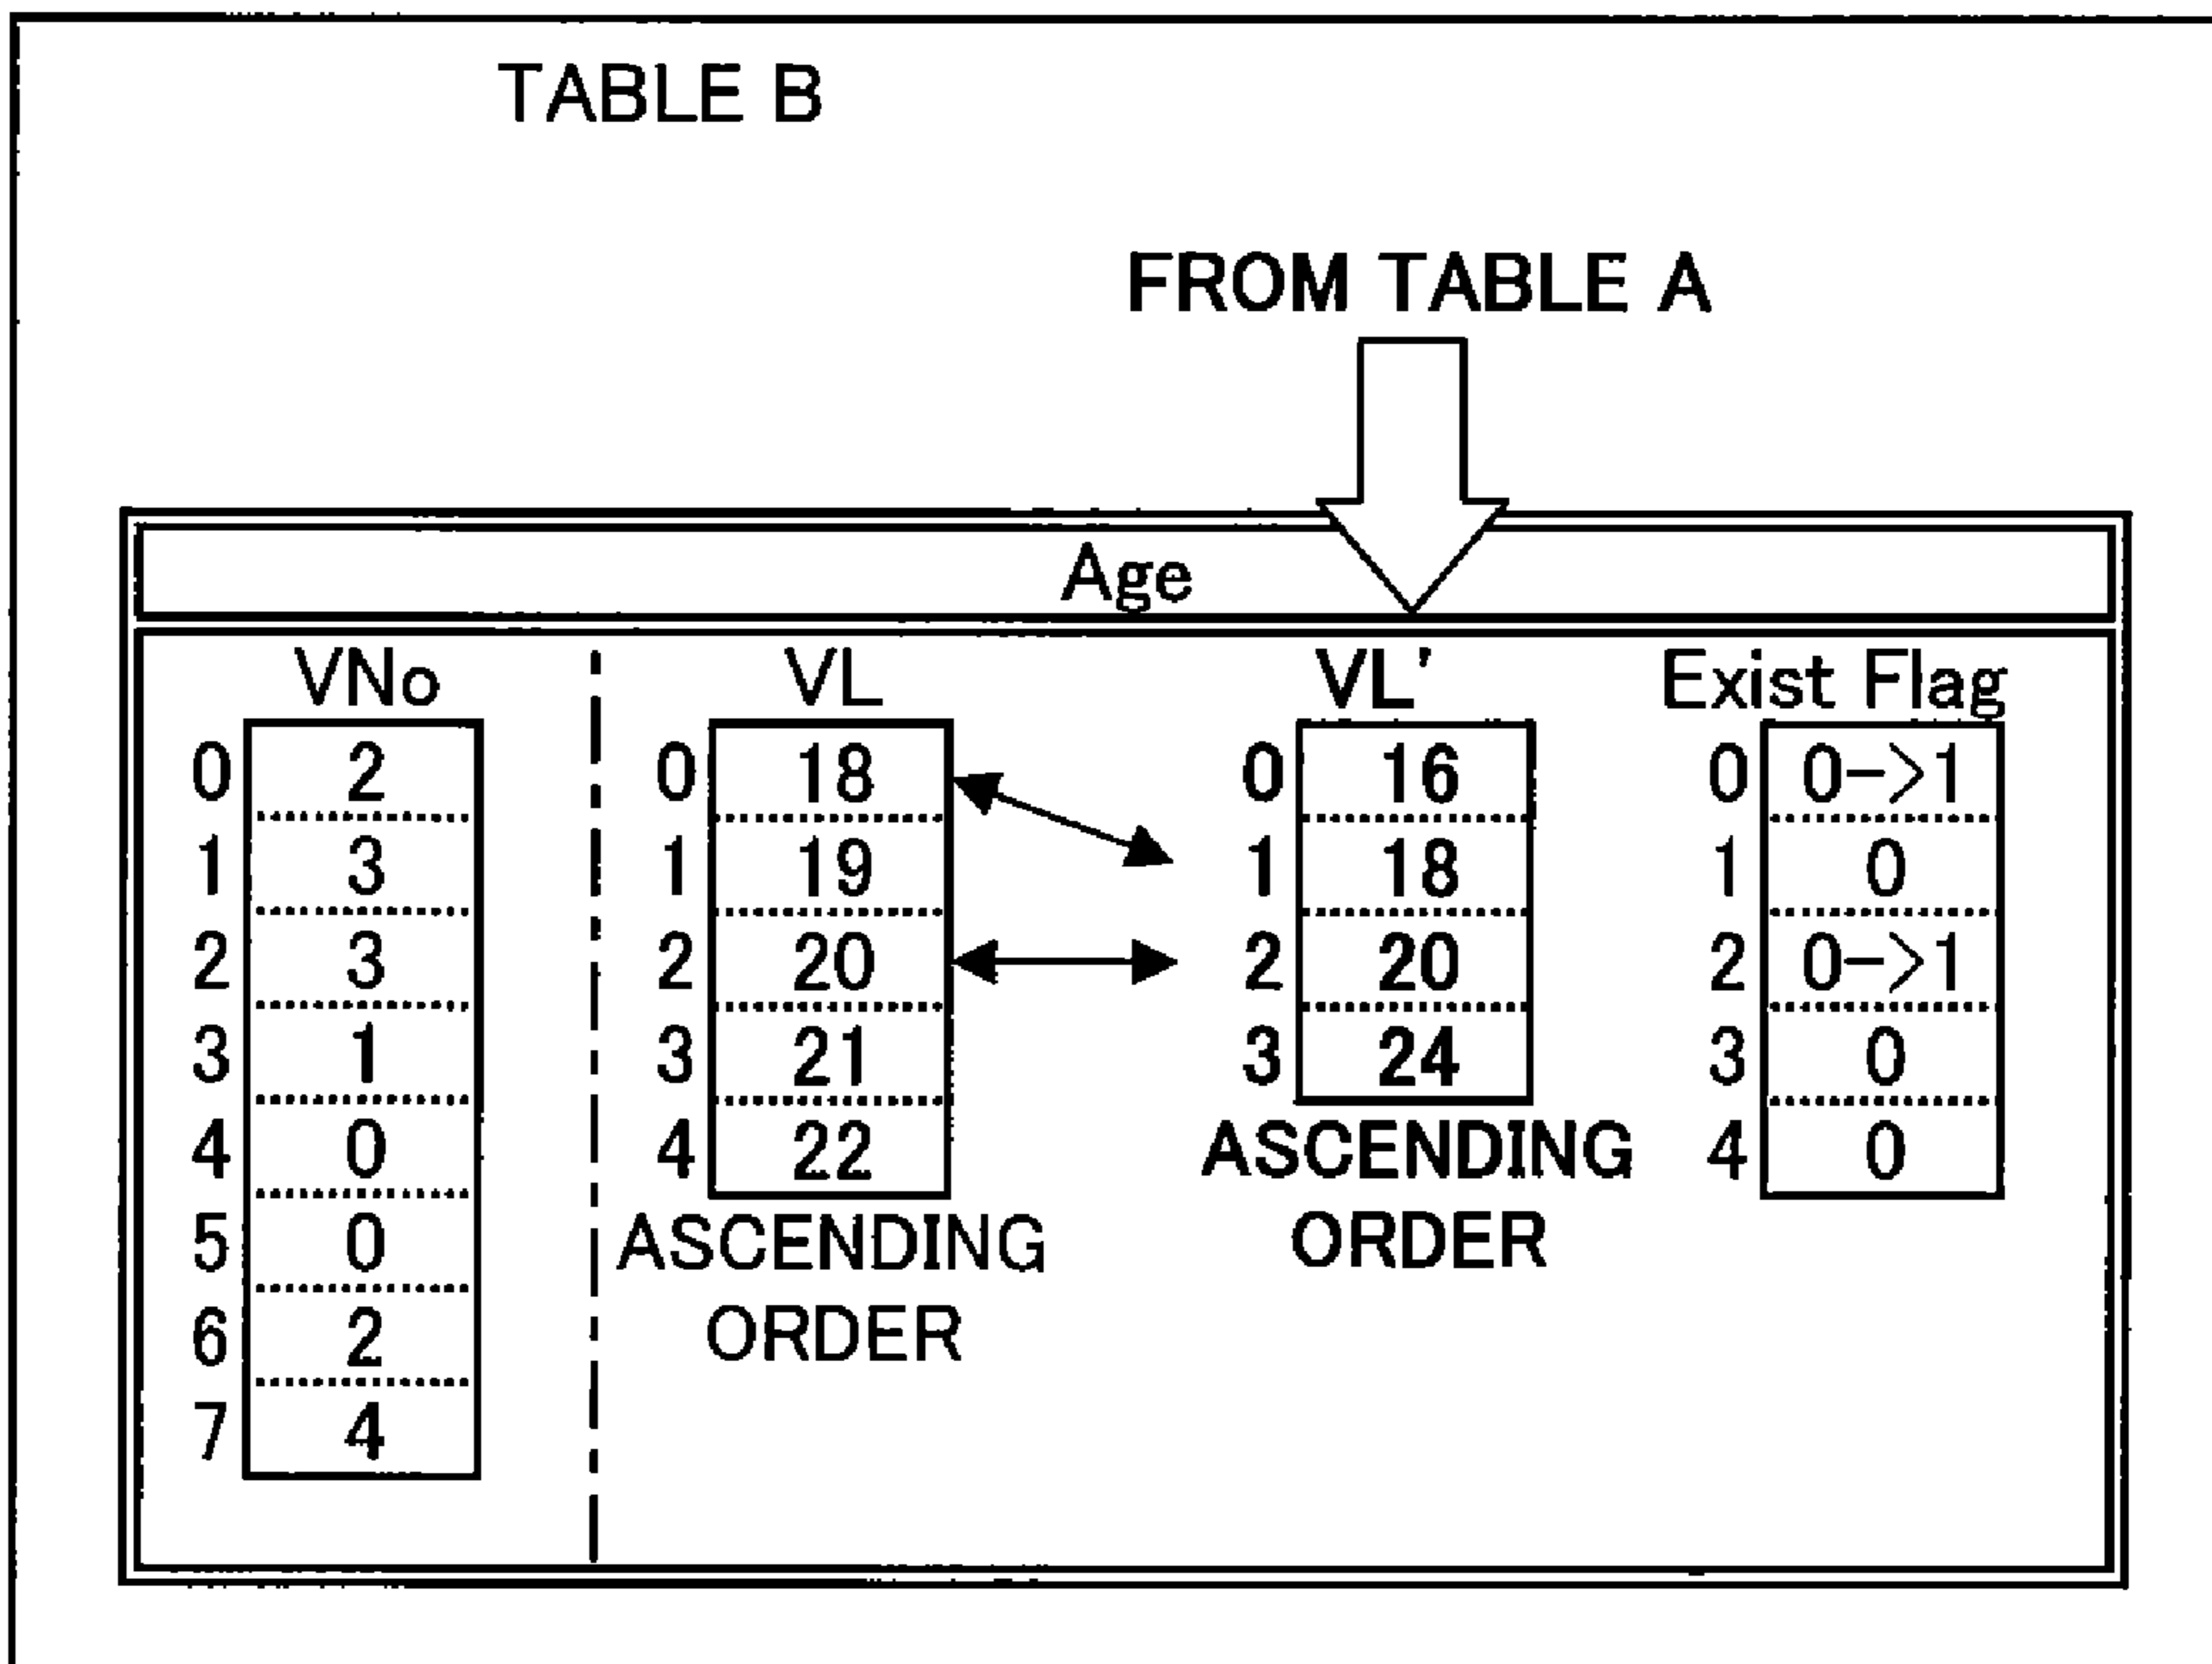 TABLE B
FROM TABLE A
Age
VNo VL VL' Exist Flag
0 2 0 18 0 16 0 0->1
1 3 1 19 1 18 1 0
2 3 2 20 2 20 2 0->1
3 1 3 21 3 24 3 0
4 0 4 22 ASCENDING 4 0
5 0 ASCENDING ORDER
6 2 ORDER
7 4